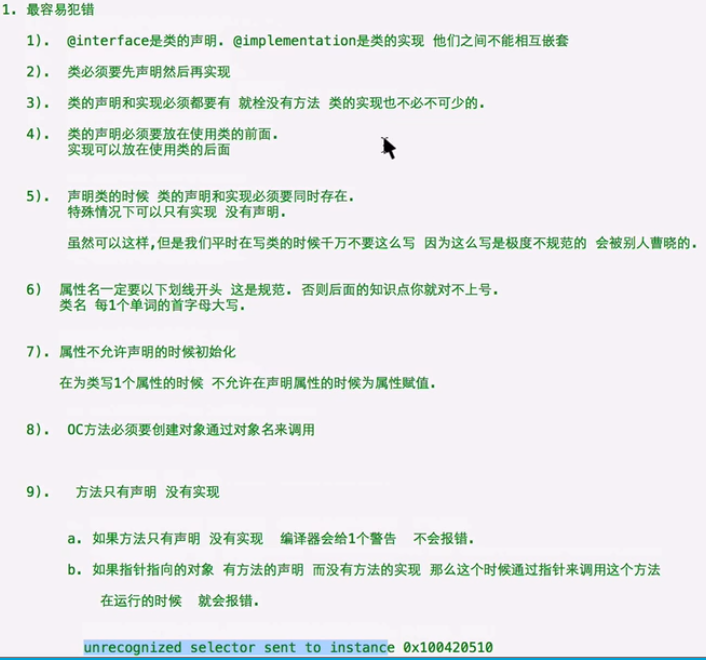 1. 最容易犯错
1). @interface是类的声明. @implementation是类的实现 他们之间不能相互嵌套
2). 类必须要先声明然后再实现
3). 类的声明和实现必须都要有 就栓没有方法 类的实现也不必不可少的.
4). 类的声明必须要放在使用类的前面.
实现可以放在使用类的后面
5). 声明类的时候 类的声明和实现必须要同时存在.
特殊情况下可以只有实现 没有声明.
虽然可以这样,但是我们平时在写类的时候千万不要这么写 因为这么写是极度不规范的 会被别人曹晓的.
6) 属性名一定要以下划线开头 这是规范. 否则后面的知识点你就对不上号.
类名 每1个单词的首字母大写.
7). 属性不允许声明的时候初始化
在为类写1个属性的时候 不允许在声明属性的时候为属性赋值.
8). OC方法必须要创建对象通过对象名来调用
9). 方法只有声明 没有实现
a. 如果方法只有声明 没有实现 编译器会给1个警告 不会报错.
b. 如果指针指向的对象 有方法的声明 而没有方法的实现 那么这个时候通过指针来调用这个方法
在运行的时候 就会报错.
unrecognized selector sent to instance 0x100420510